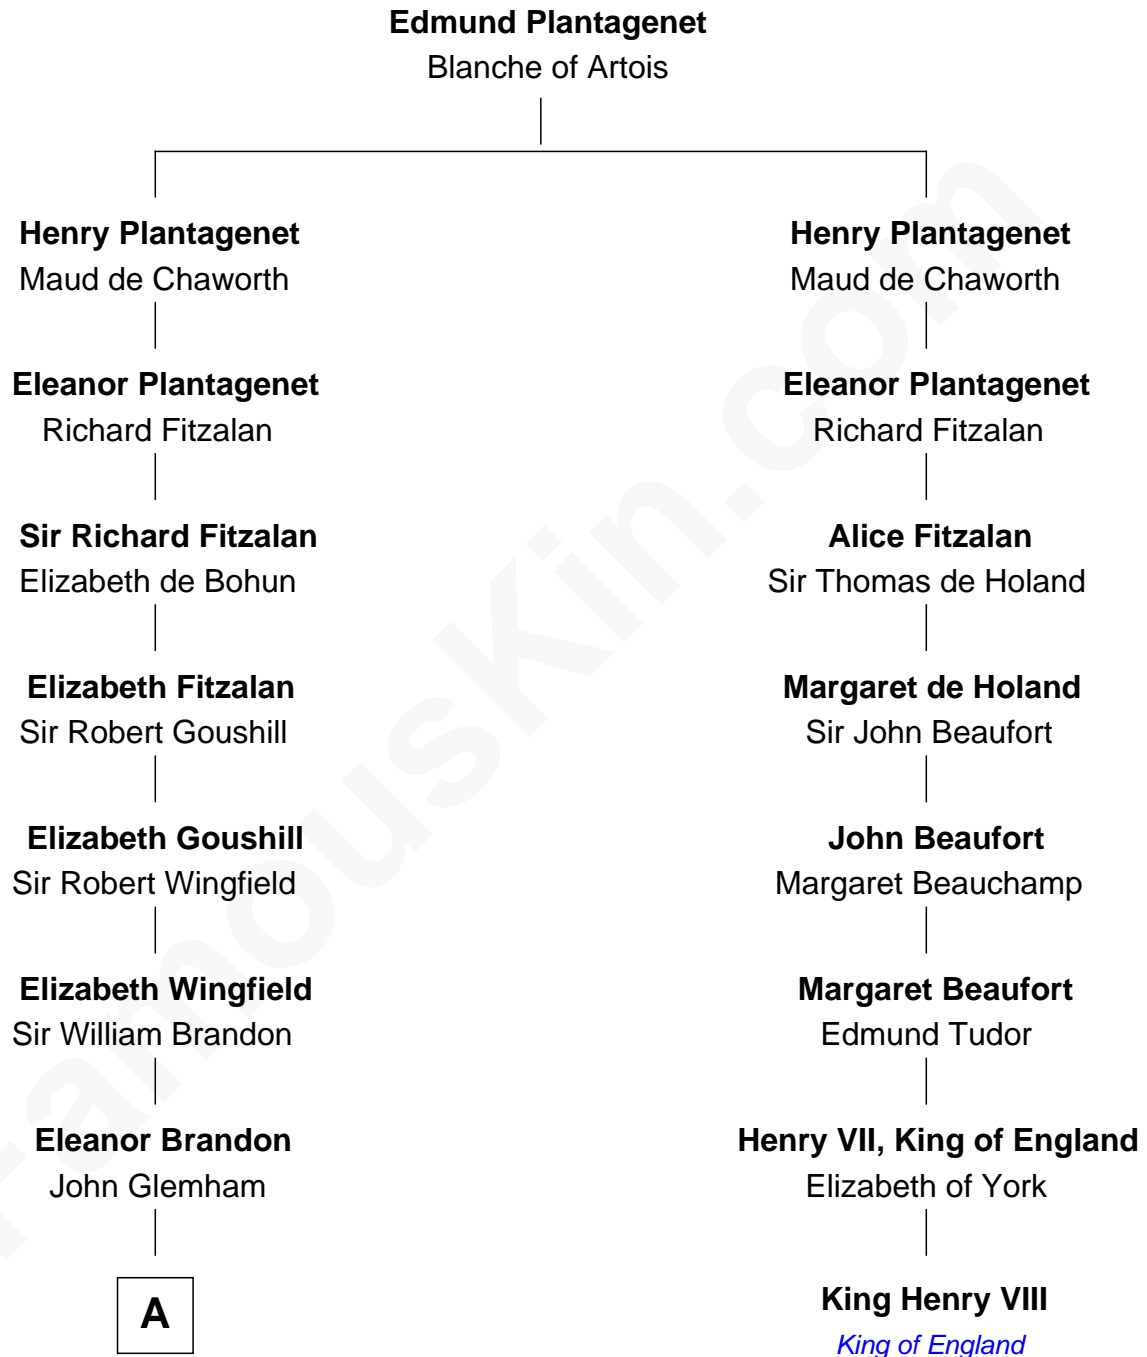 Edmund Plantagenet
Blanche of Artois
Henry Plantagenet
Maud de Chaworth
Eleanor Plantagenet
Richard Fitzalan
Sir Richard Fitzalan
Elizabeth de Bohun
Elizabeth Fitzalan
Sir Robert Goushill
Elizabeth Goushill
Sir Robert Wingfield
Elizabeth Wingfield
Sir William Brandon
Eleanor Brandon
John Glemham
A
Henry Plantagenet
Maud de Chaworth
Eleanor Plantagenet
Richard Fitzalan
Alice Fitzalan
Sir Thomas de Holand
Margaret de Holand
Sir John Beaufort
John Beaufort
Margaret Beauchamp
Margaret Beaufort
Edmund Tudor
Henry VII, King of England
Elizabeth of York
King Henry VIII
King of England
FamousKin.com